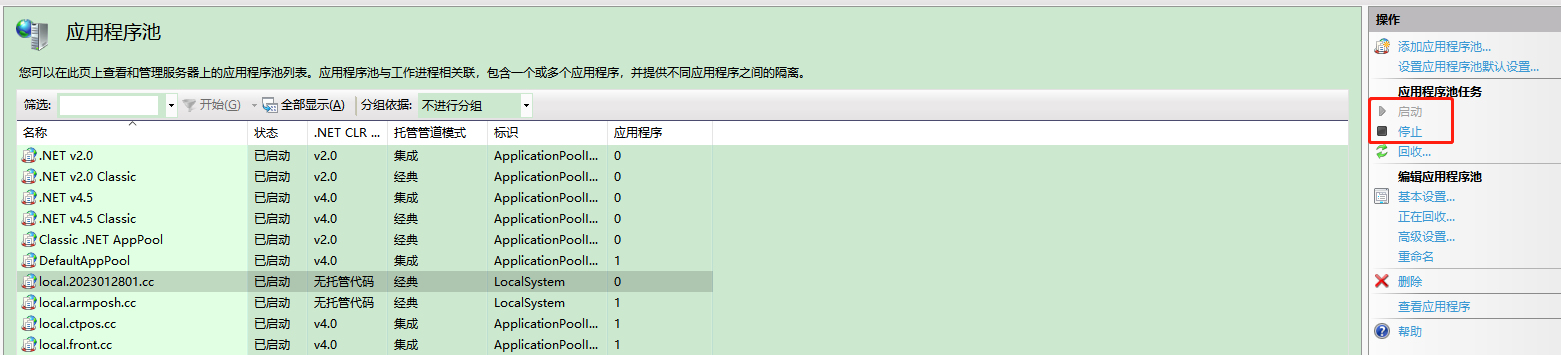 应用程序池
您可以在此页上查看和管理服务器上的应用程序池列表。应用程序池与工作进程相关联，包含一个或多个应用程序，并提供不同应用程序之间的隔离。
筛选: 开始(G) 全部显示(A) 分组依据: 不进行分组
名称 状态 .NET CLR ... 托管管道模式 标识 应用程序
.NET v2.0 已启动 v2.0 集成 ApplicationPoolI... 0
.NET v2.0 Classic 已启动 v2.0 经典 ApplicationPoolI... 0
.NET v4.5 已启动 v4.0 集成 ApplicationPoolI... 0
.NET v4.5 Classic 已启动 v4.0 经典 ApplicationPoolI... 0
Classic .NET AppPool 已启动 v2.0 经典 ApplicationPoolI... 0
DefaultAppPool 已启动 v4.0 集成 ApplicationPoolI... 1
local.2023012801.cc 已启动 无托管代码 经典 LocalSystem 0
local.armposh.cc 已启动 无托管代码 经典 LocalSystem 1
local.ctpos.cc 已启动 v4.0 集成 ApplicationPoolI... 1
local.front.cc 已启动 v4.0 集成 ApplicationPoolI... 1
操作
添加应用程序池...
设置应用程序池默认设置...
应用程序池任务
启动
停止
回收...
编辑应用程序池
基本设置...
正在回收...
高级设置...
重命名
删除
查看应用程序
帮助